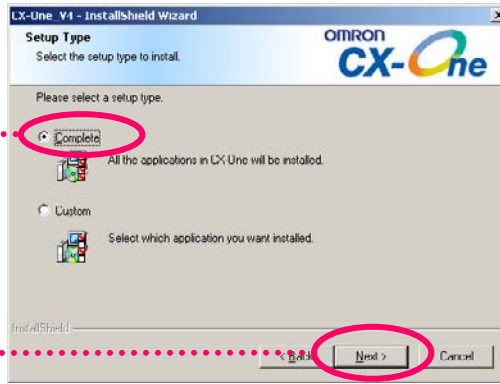 CX-One_V4 - InstallShield Wizard
Setup Type
Select the setup type to install.
OMRON
CX-One
Please select a setup type.
Complete
All the applications in CX-One will be installed.
Custom
Select which application you want installed.
InstallShield
< Back
Next >
Cancel